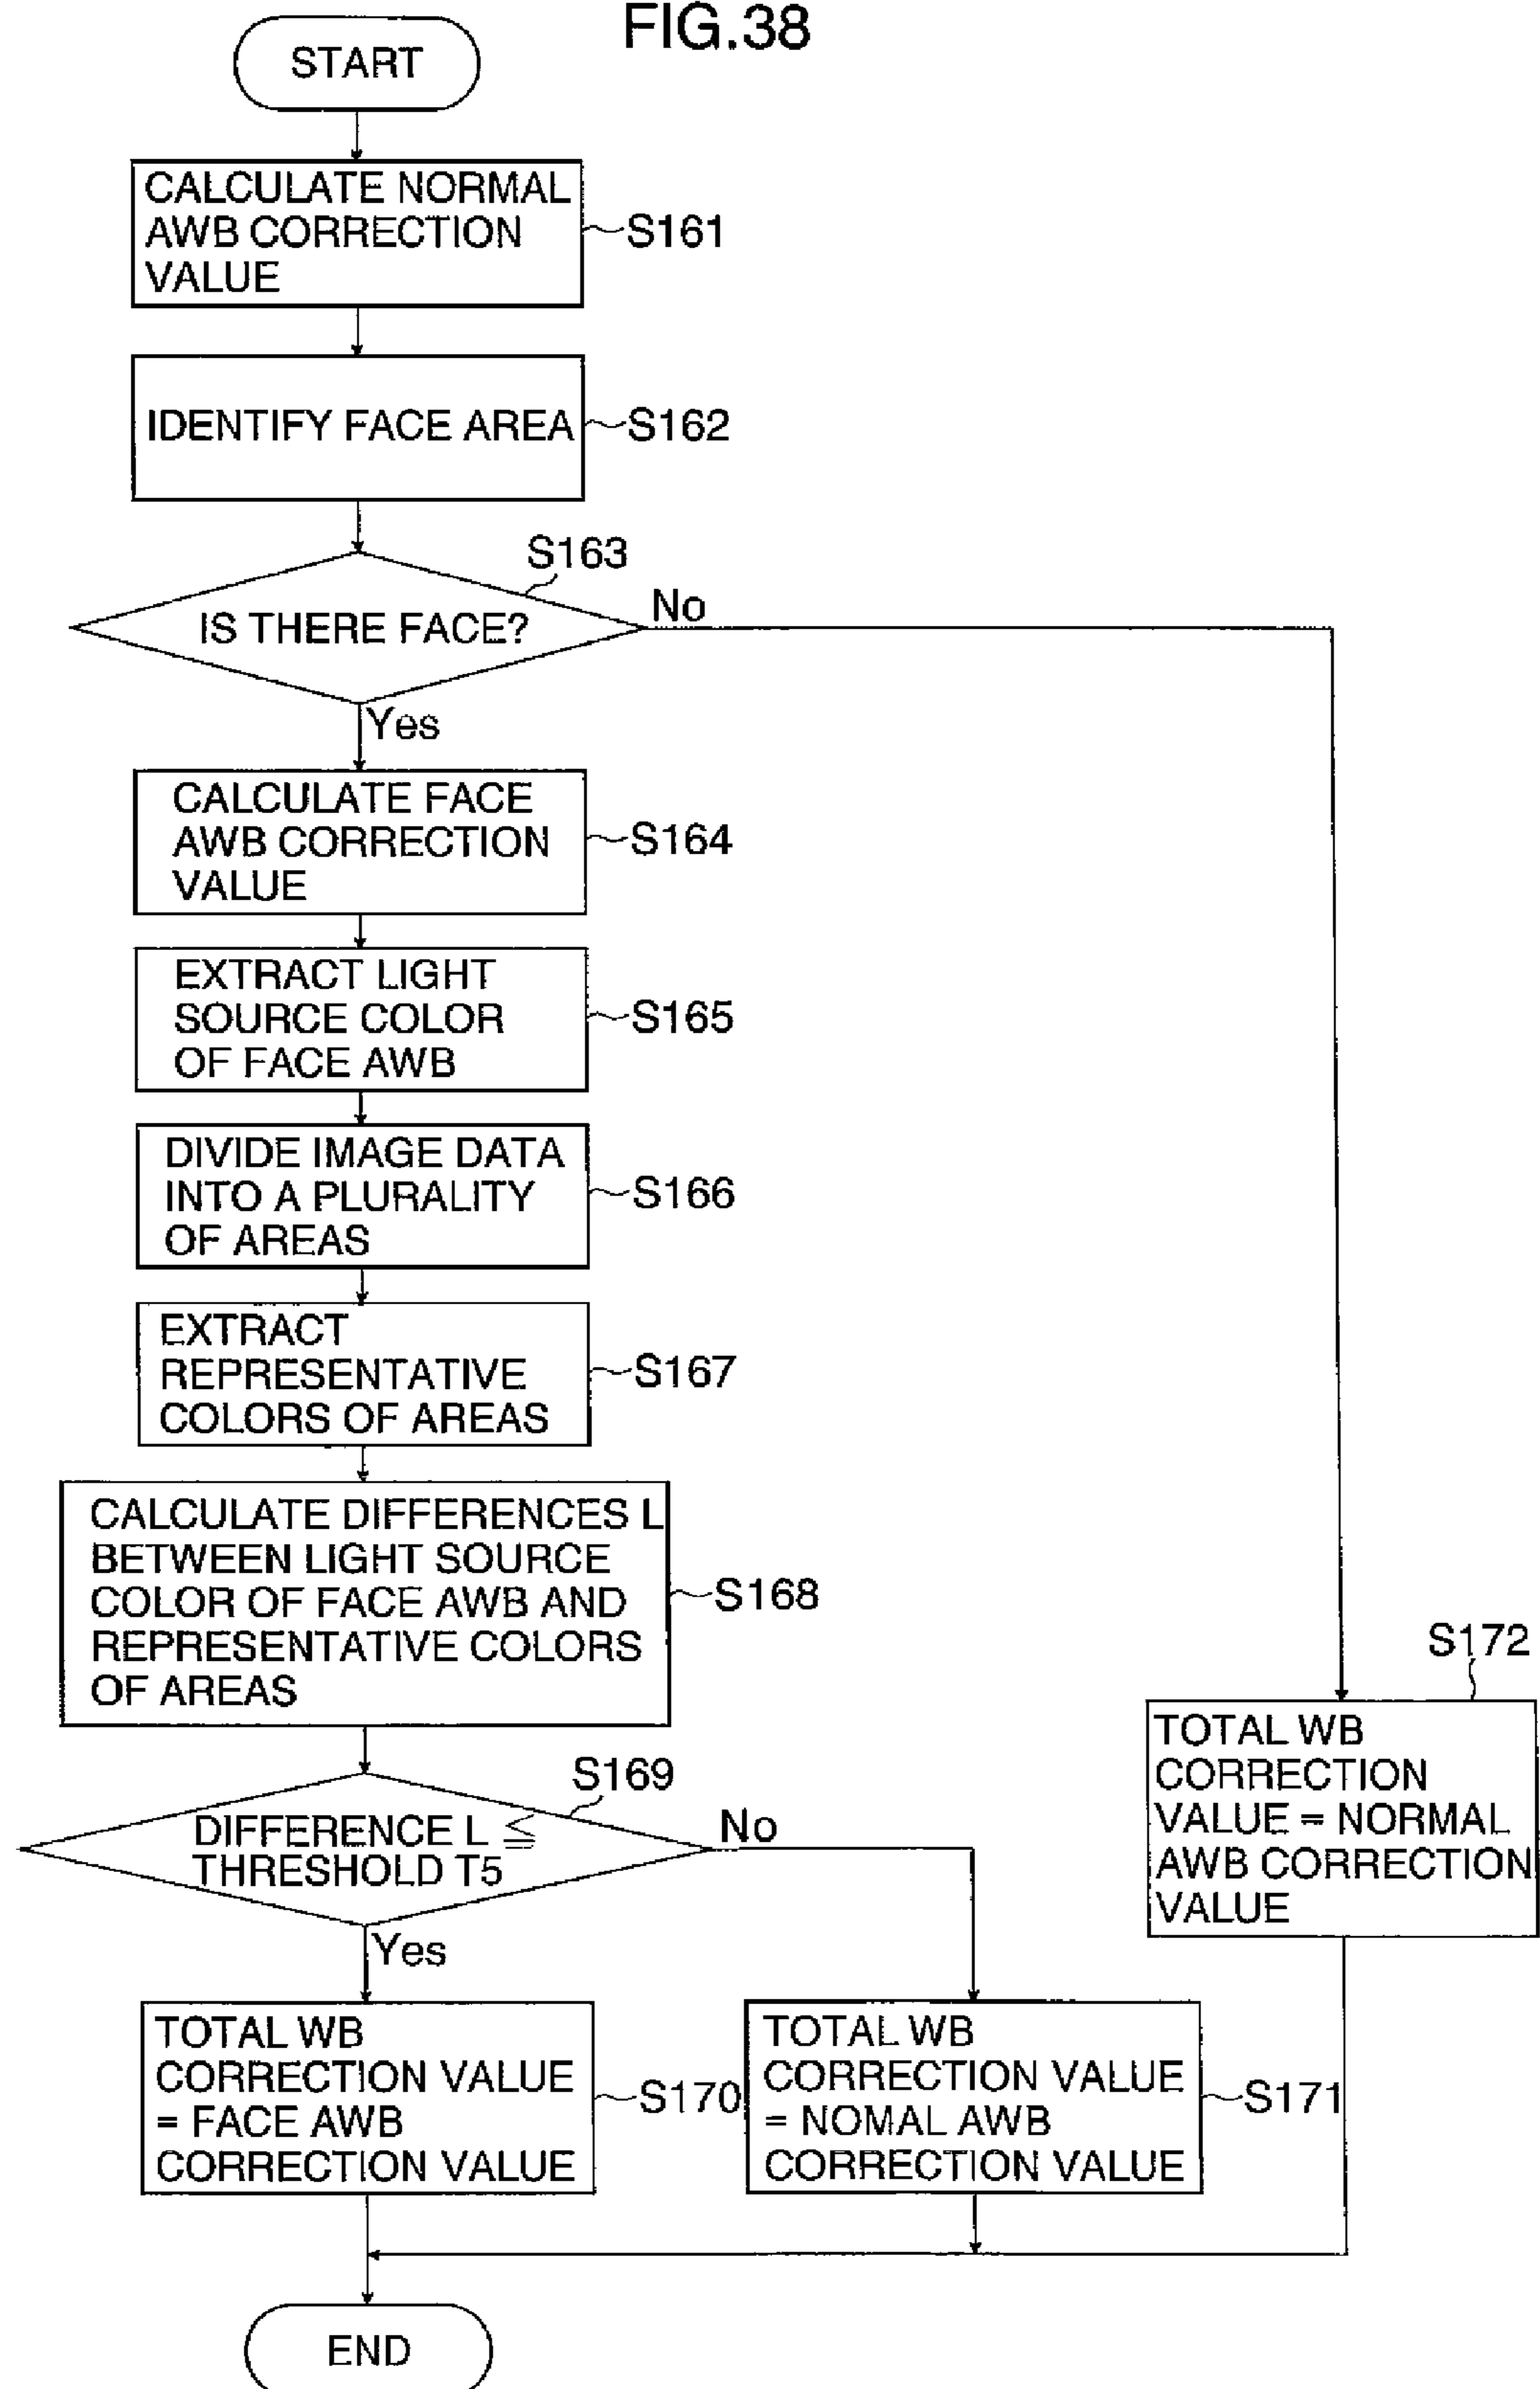 FIG.38
START
CALCULATE NORMAL
AWB CORRECTION
VALUE
S161
IDENTIFY FACE AREA
S162
S163
IS THERE FACE?
No
Yes
CALCULATE FACE
AWB CORRECTION
VALUE
S164
EXTRACT LIGHT
SOURCE COLOR
OF FACE AWB
S165
DIVIDE IMAGE DATA
INTO A PLURALITY
OF AREAS
S166
EXTRACT
REPRESENTATIVE
COLORS OF AREAS
S167
CALCULATE DIFFERENCES L
BETWEEN LIGHT SOURCE
COLOR OF FACE AWB AND
REPRESENTATIVE COLORS
OF AREAS
S168
S169
DIFFERENCE L ≦
THRESHOLD T5
No
Yes
TOTAL WB
CORRECTION VALUE
= FACE AWB
CORRECTION VALUE
S170
TOTAL WB
CORRECTION VALUE
= NOMAL AWB
CORRECTION VALUE
S171
S172
TOTAL WB
CORRECTION
VALUE = NORMAL
AWB CORRECTION
VALUE
END